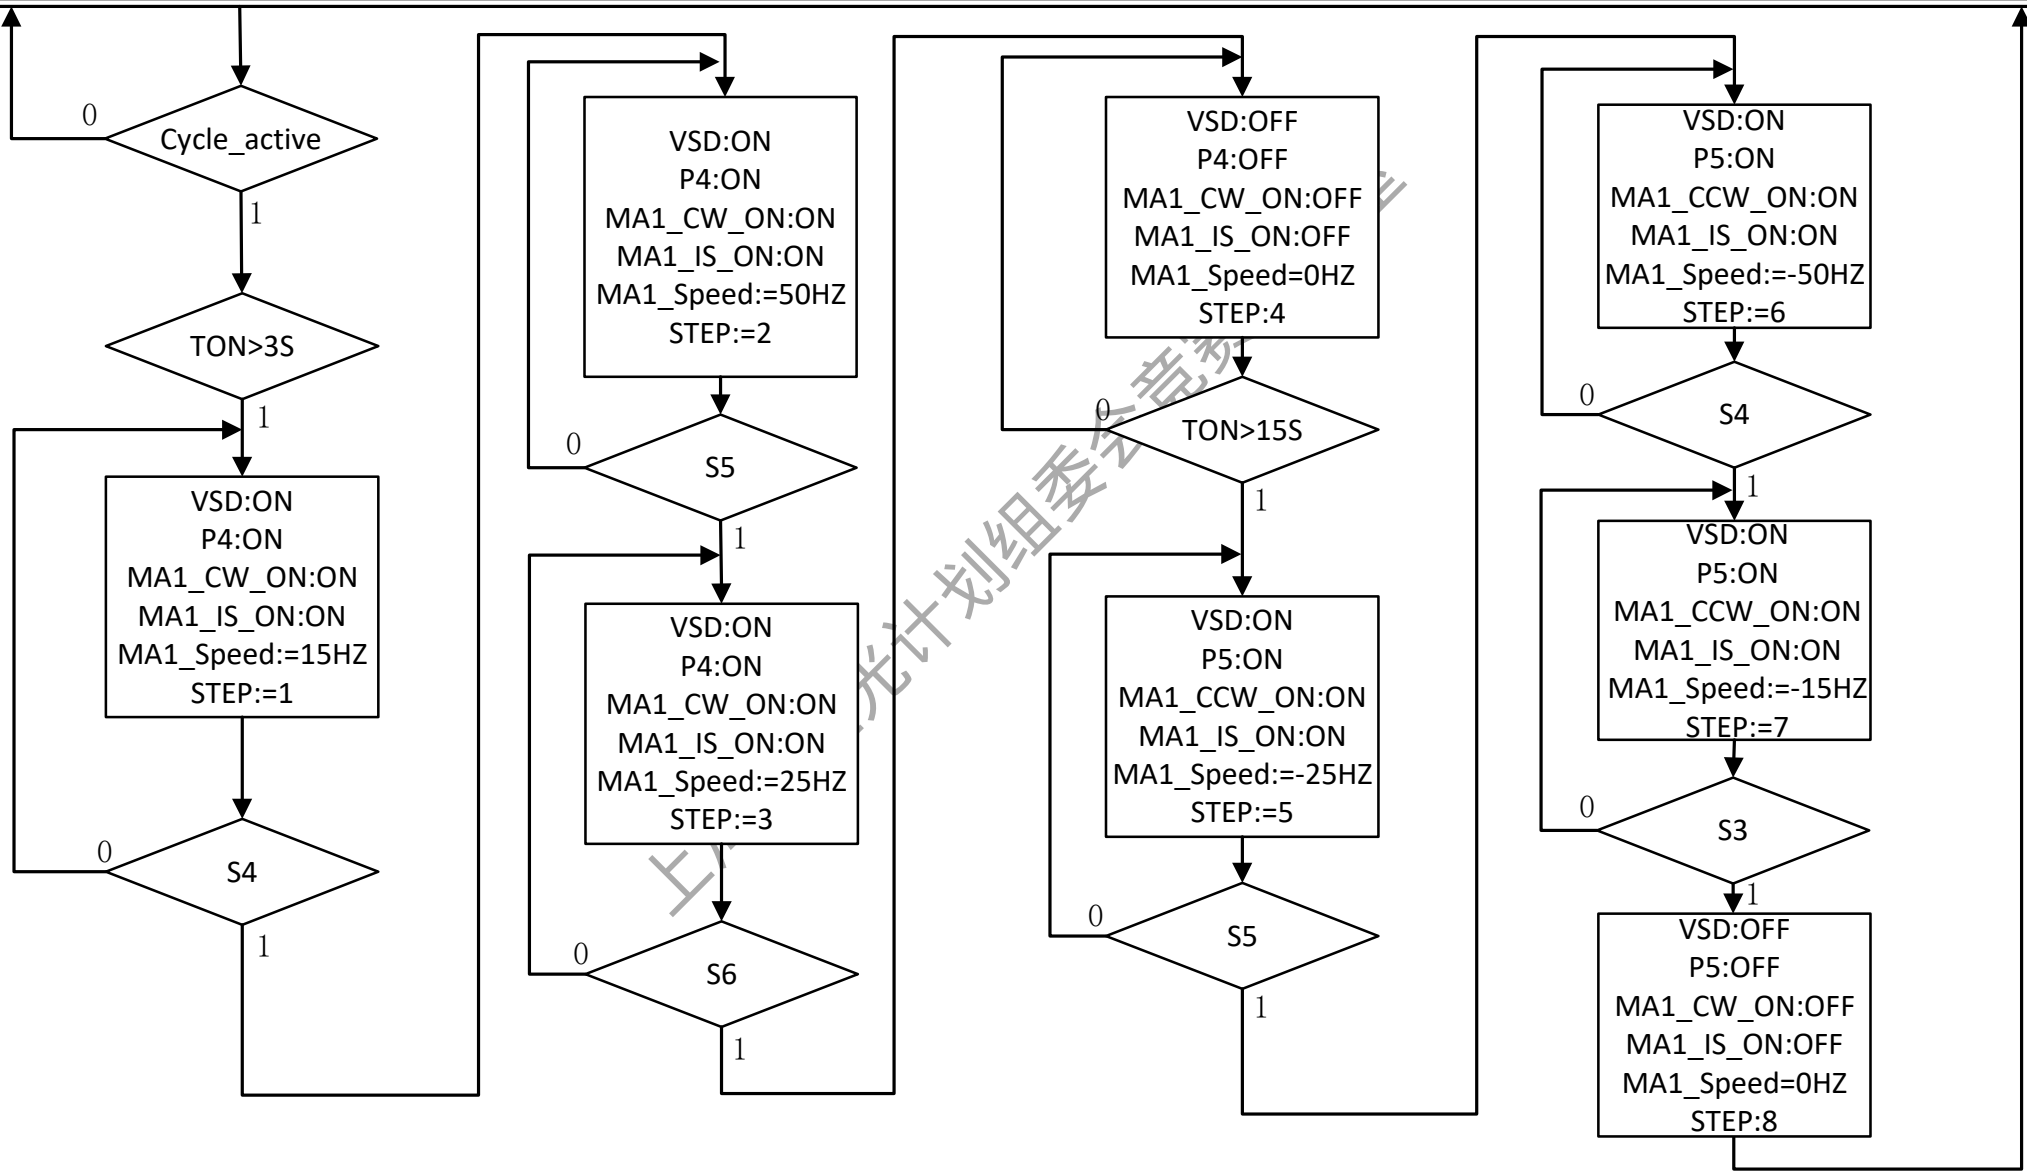 0
Cycle_active
1
TON>3S
1
VSD:ON
P4:ON
MA1_CW_ON:ON
MA1_IS_ON:ON
MA1_Speed:=15HZ
STEP:=1
0
S4
1
VSD:ON
P4:ON
MA1_CW_ON:ON
MA1_IS_ON:ON
MA1_Speed:=50HZ
STEP:=2
0
S5
1
VSD:ON
P4:ON
MA1_CW_ON:ON
MA1_IS_ON:ON
MA1_Speed:=25HZ
STEP:=3
0
S6
1
VSD:OFF
P4:OFF
MA1_CW_ON:OFF
MA1_IS_ON:OFF
MA1_Speed=0HZ
STEP:4
0
TON>15S
1
VSD:ON
P5:ON
MA1_CCW_ON:ON
MA1_IS_ON:ON
MA1_Speed:=-25HZ
STEP:=5
0
S5
1
VSD:ON
P5:ON
MA1_CCW_ON:ON
MA1_IS_ON:ON
MA1_Speed:=-50HZ
STEP:=6
0
S4
1
VSD:ON
P5:ON
MA1_CCW_ON:ON
MA1_IS_ON:ON
MA1_Speed:=-15HZ
STEP:=7
0
S3
1
VSD:OFF
P5:OFF
MA1_CW_ON:OFF
MA1_IS_ON:OFF
MA1_Speed=0HZ
STEP:8
光计划组委会竞赛